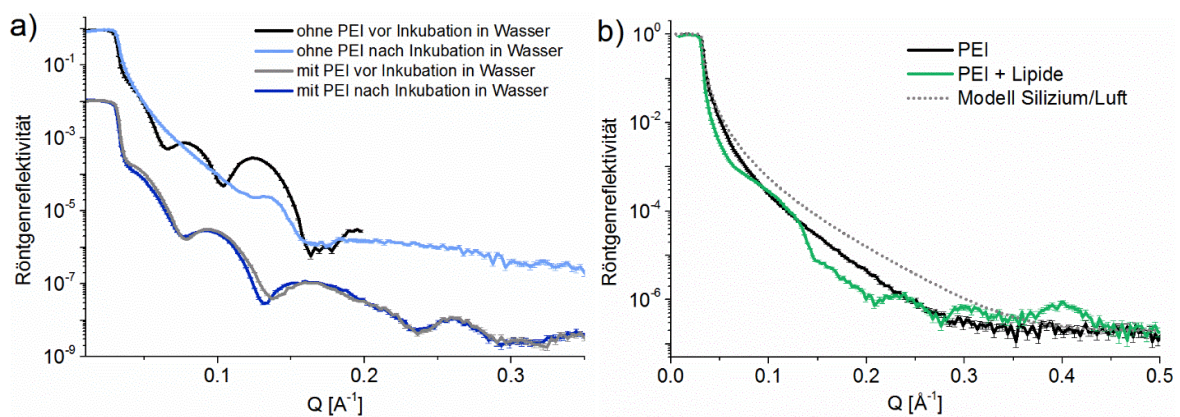 a)
ohne PEI vor Inkubation in Wasser
ohne PEI nach Inkubation in Wasser
mit PEI vor Inkubation in Wasser
mit PEI nach Inkubation in Wasser
Röntgenreflektivität
10⁻¹
10⁻³
10⁻⁵
10⁻⁷
10⁻⁹
0.1 0.2 0.3
Q [A⁻¹]
b)
PEI
PEI + Lipide
Modell Silizium/Luft
Röntgenreflektivität
10⁰
10⁻²
10⁻⁴
10⁻⁶
0.0 0.1 0.2 0.3 0.4 0.5
Q [Å⁻¹]